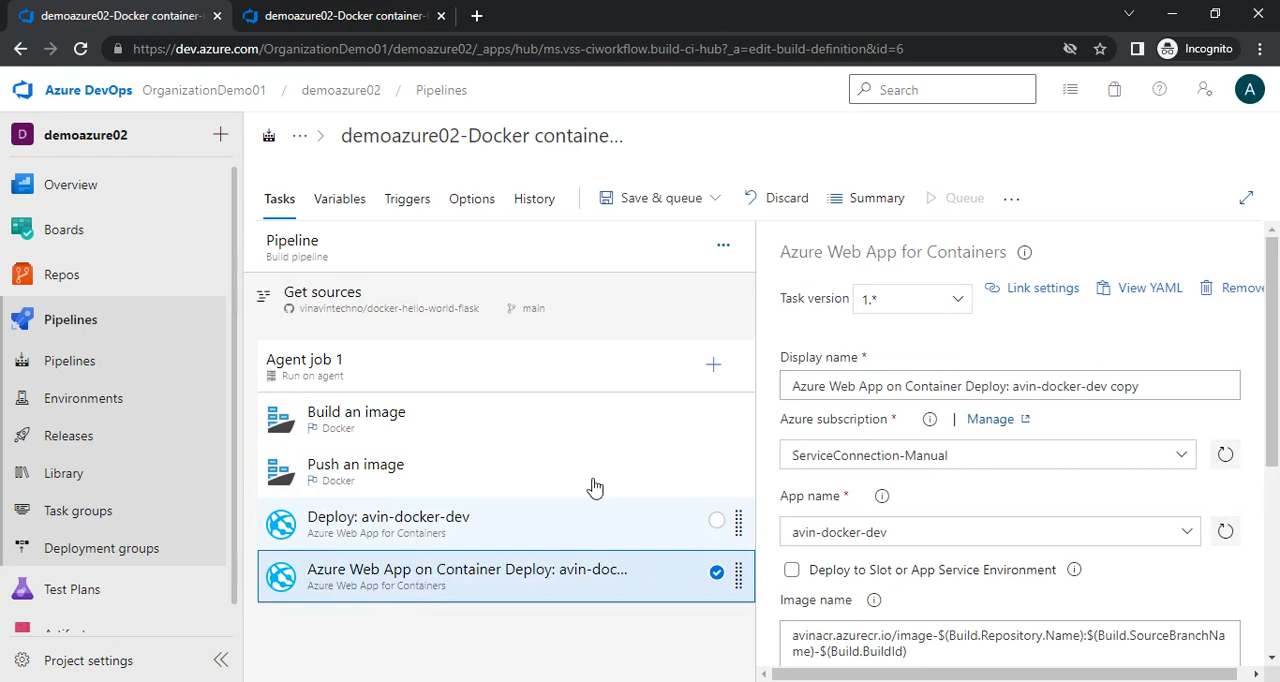 demoazure02-Docker container-
demoazure02-Docker container-
https://dev.azure.com/OrganizationDemo01/demoazure02/_apps/hub/ms.vss-ciworkflow.build-ci-hub?_a=edit-build-definition&id=6
Incognito
Azure DevOps OrganizationDemo01 / demoazure02 / Pipelines
Search
A
D demoazure02
Overview
Boards
Repos
Pipelines
Pipelines
Environments
Releases
Library
Task groups
Deployment groups
Test Plans
Project settings
demoazure02-Docker containe...
Tasks Variables Triggers Options History Save & queue Discard Summary Queue
Pipeline
Build pipeline
Get sources
vinavintechno/docker-hello-world-flask main
Agent job 1
Run on agent
Build an image
Docker
Push an image
Docker
Deploy: avin-docker-dev
Azure Web App for Containers
Azure Web App on Container Deploy: avin-doc...
Azure Web App for Containers
Azure Web App for Containers
Task version 1.* Link settings View YAML Remove
Display name *
Azure Web App on Container Deploy: avin-docker-dev copy
Azure subscription * | Manage
ServiceConnection-Manual
App name *
avin-docker-dev
Deploy to Slot or App Service Environment
Image name
avinacr.azurecr.io/image-$(Build.Repository.Name):$(Build.SourceBranchNa
me)-$(Build.BuildId)